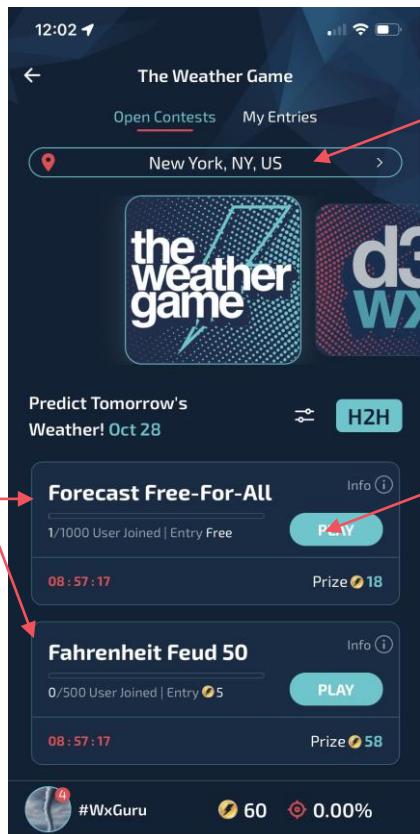 12:02
The Weather Game
Open Contests My Entries
New York, NY, US
the
weather
game
d3
wx
Predict Tomorrow's
Weather! Oct 28
H2H
Forecast Free-For-All
Info
1/1000 User Joined | Entry Free
PLAY
08:57:17
Prize 18
Fahrenheit Feud 50
Info
0/500 User Joined | Entry 5
PLAY
08:57:17
Prize 58
4
#WxGuru
60
0.00%